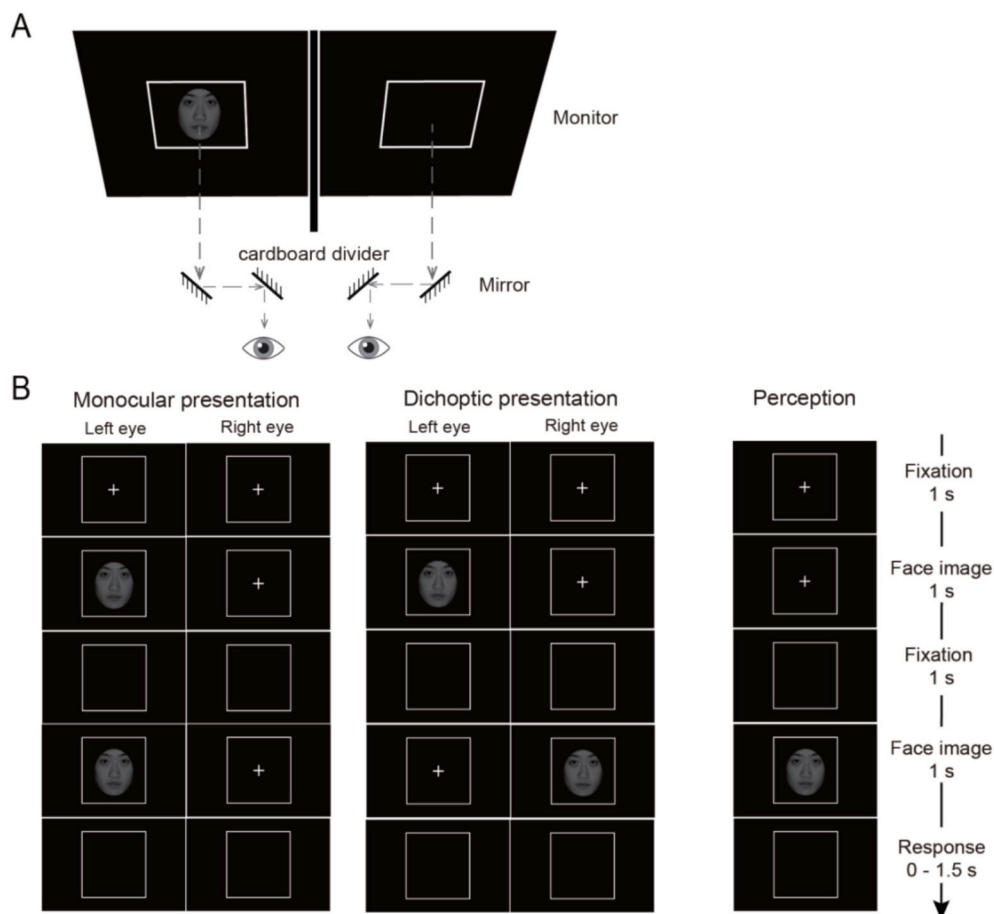 A
Monitor
cardboard divider
Mirror
B
Monocular presentation
Dichoptic presentation
Perception
Left eye
Right eye
Left eye
Right eye
Fixation
1 s
Face image
1 s
Fixation
1 s
Face image
1 s
Response
0 - 1.5 s